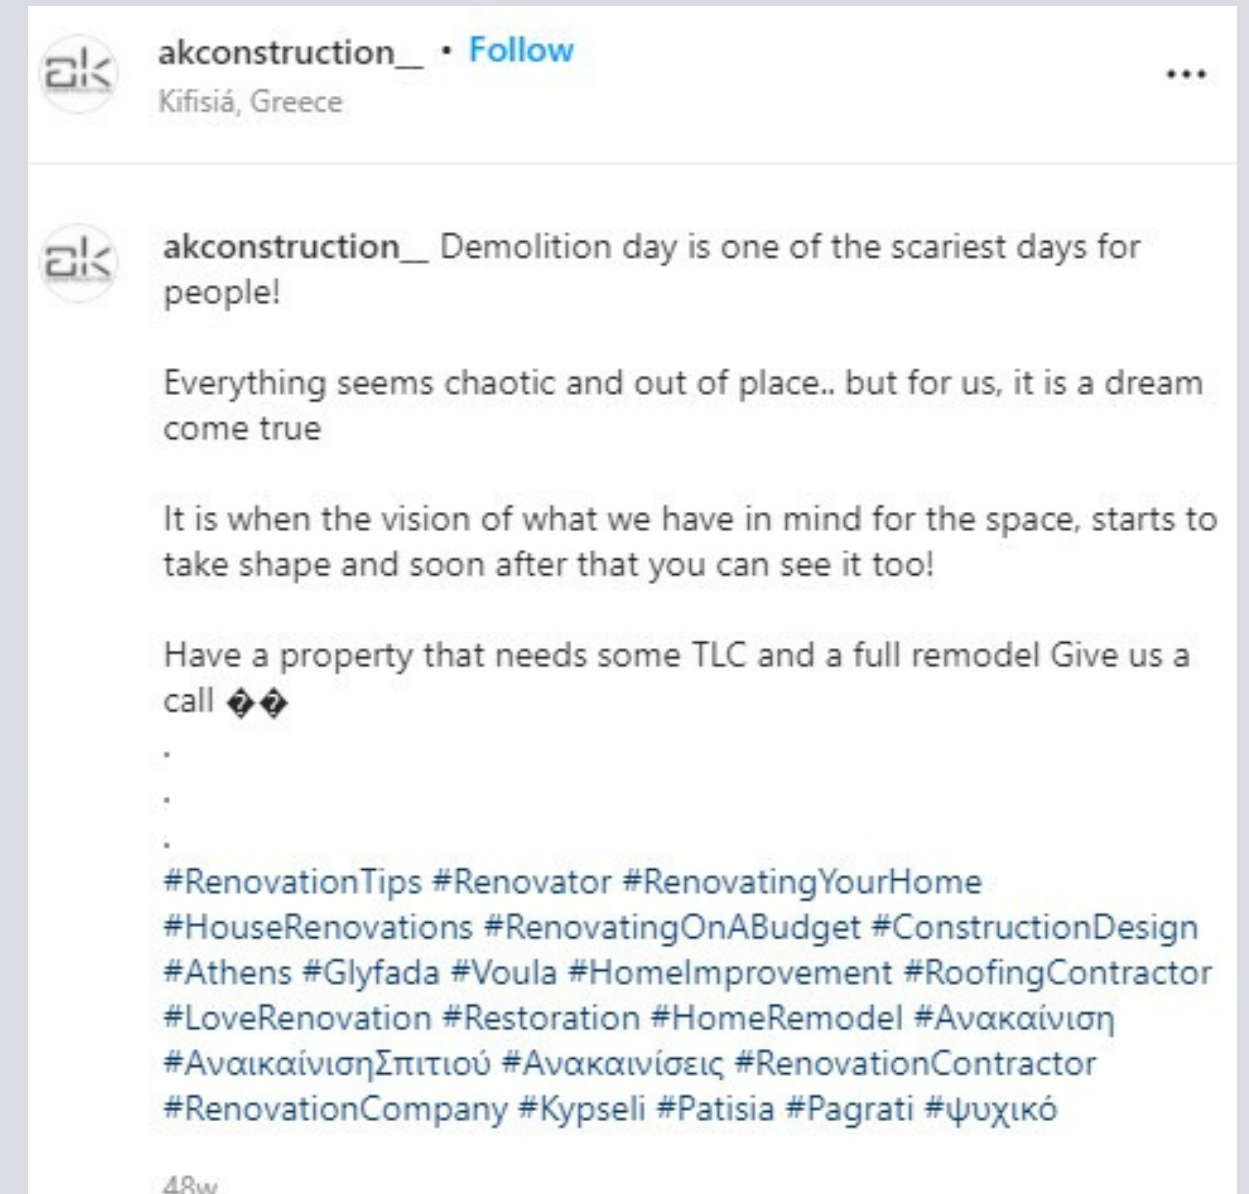 akconstruction__ • Follow
Kifisiá, Greece
akconstruction__ Demolition day is one of the scariest days for
people!
Everything seems chaotic and out of place.. but for us, it is a dream
come true
It is when the vision of what we have in mind for the space, starts to
take shape and soon after that you can see it too!
Have a property that needs some TLC and a full remodel Give us a
call ��
.
.
.
#RenovationTips #Renovator #RenovatingYourHome
#HouseRenovations #RenovatingOnABudget #ConstructionDesign
#Athens #Glyfada #Voula #HomeImprovement #RoofingContractor
#LoveRenovation #Restoration #HomeRemodel #Ανακαίνιση
#ΑναικαίνισηΣπιτιού #Ανακαινίσεις #RenovationContractor
#RenovationCompany #Kypseli #Patisia #Pagrati #ψυχικό
48w